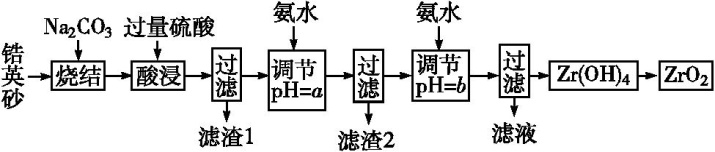 Na₂CO₃ 过量硫酸 氨水 氨水
锆英砂 烧结 酸浸 过滤 调节pH=a 过滤 调节pH=b 过滤 Zr(OH)₄ ZrO₂
滤渣1 滤渣2 滤液